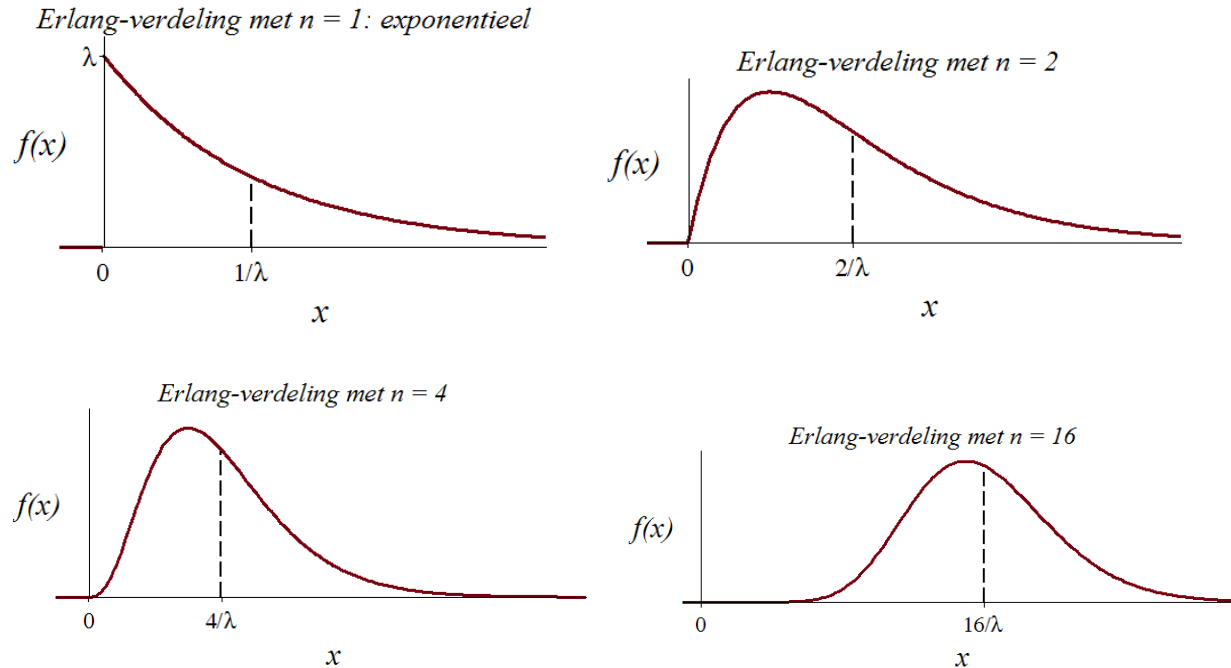 Erlang-verdeling met n = 1: exponentieel
λ
f(x)
0
1/λ
x
Erlang-verdeling met n = 2
f(x)
0
2/λ
x
Erlang-verdeling met n = 4
f(x)
0
4/λ
x
Erlang-verdeling met n = 16
f(x)
0
16/λ
x